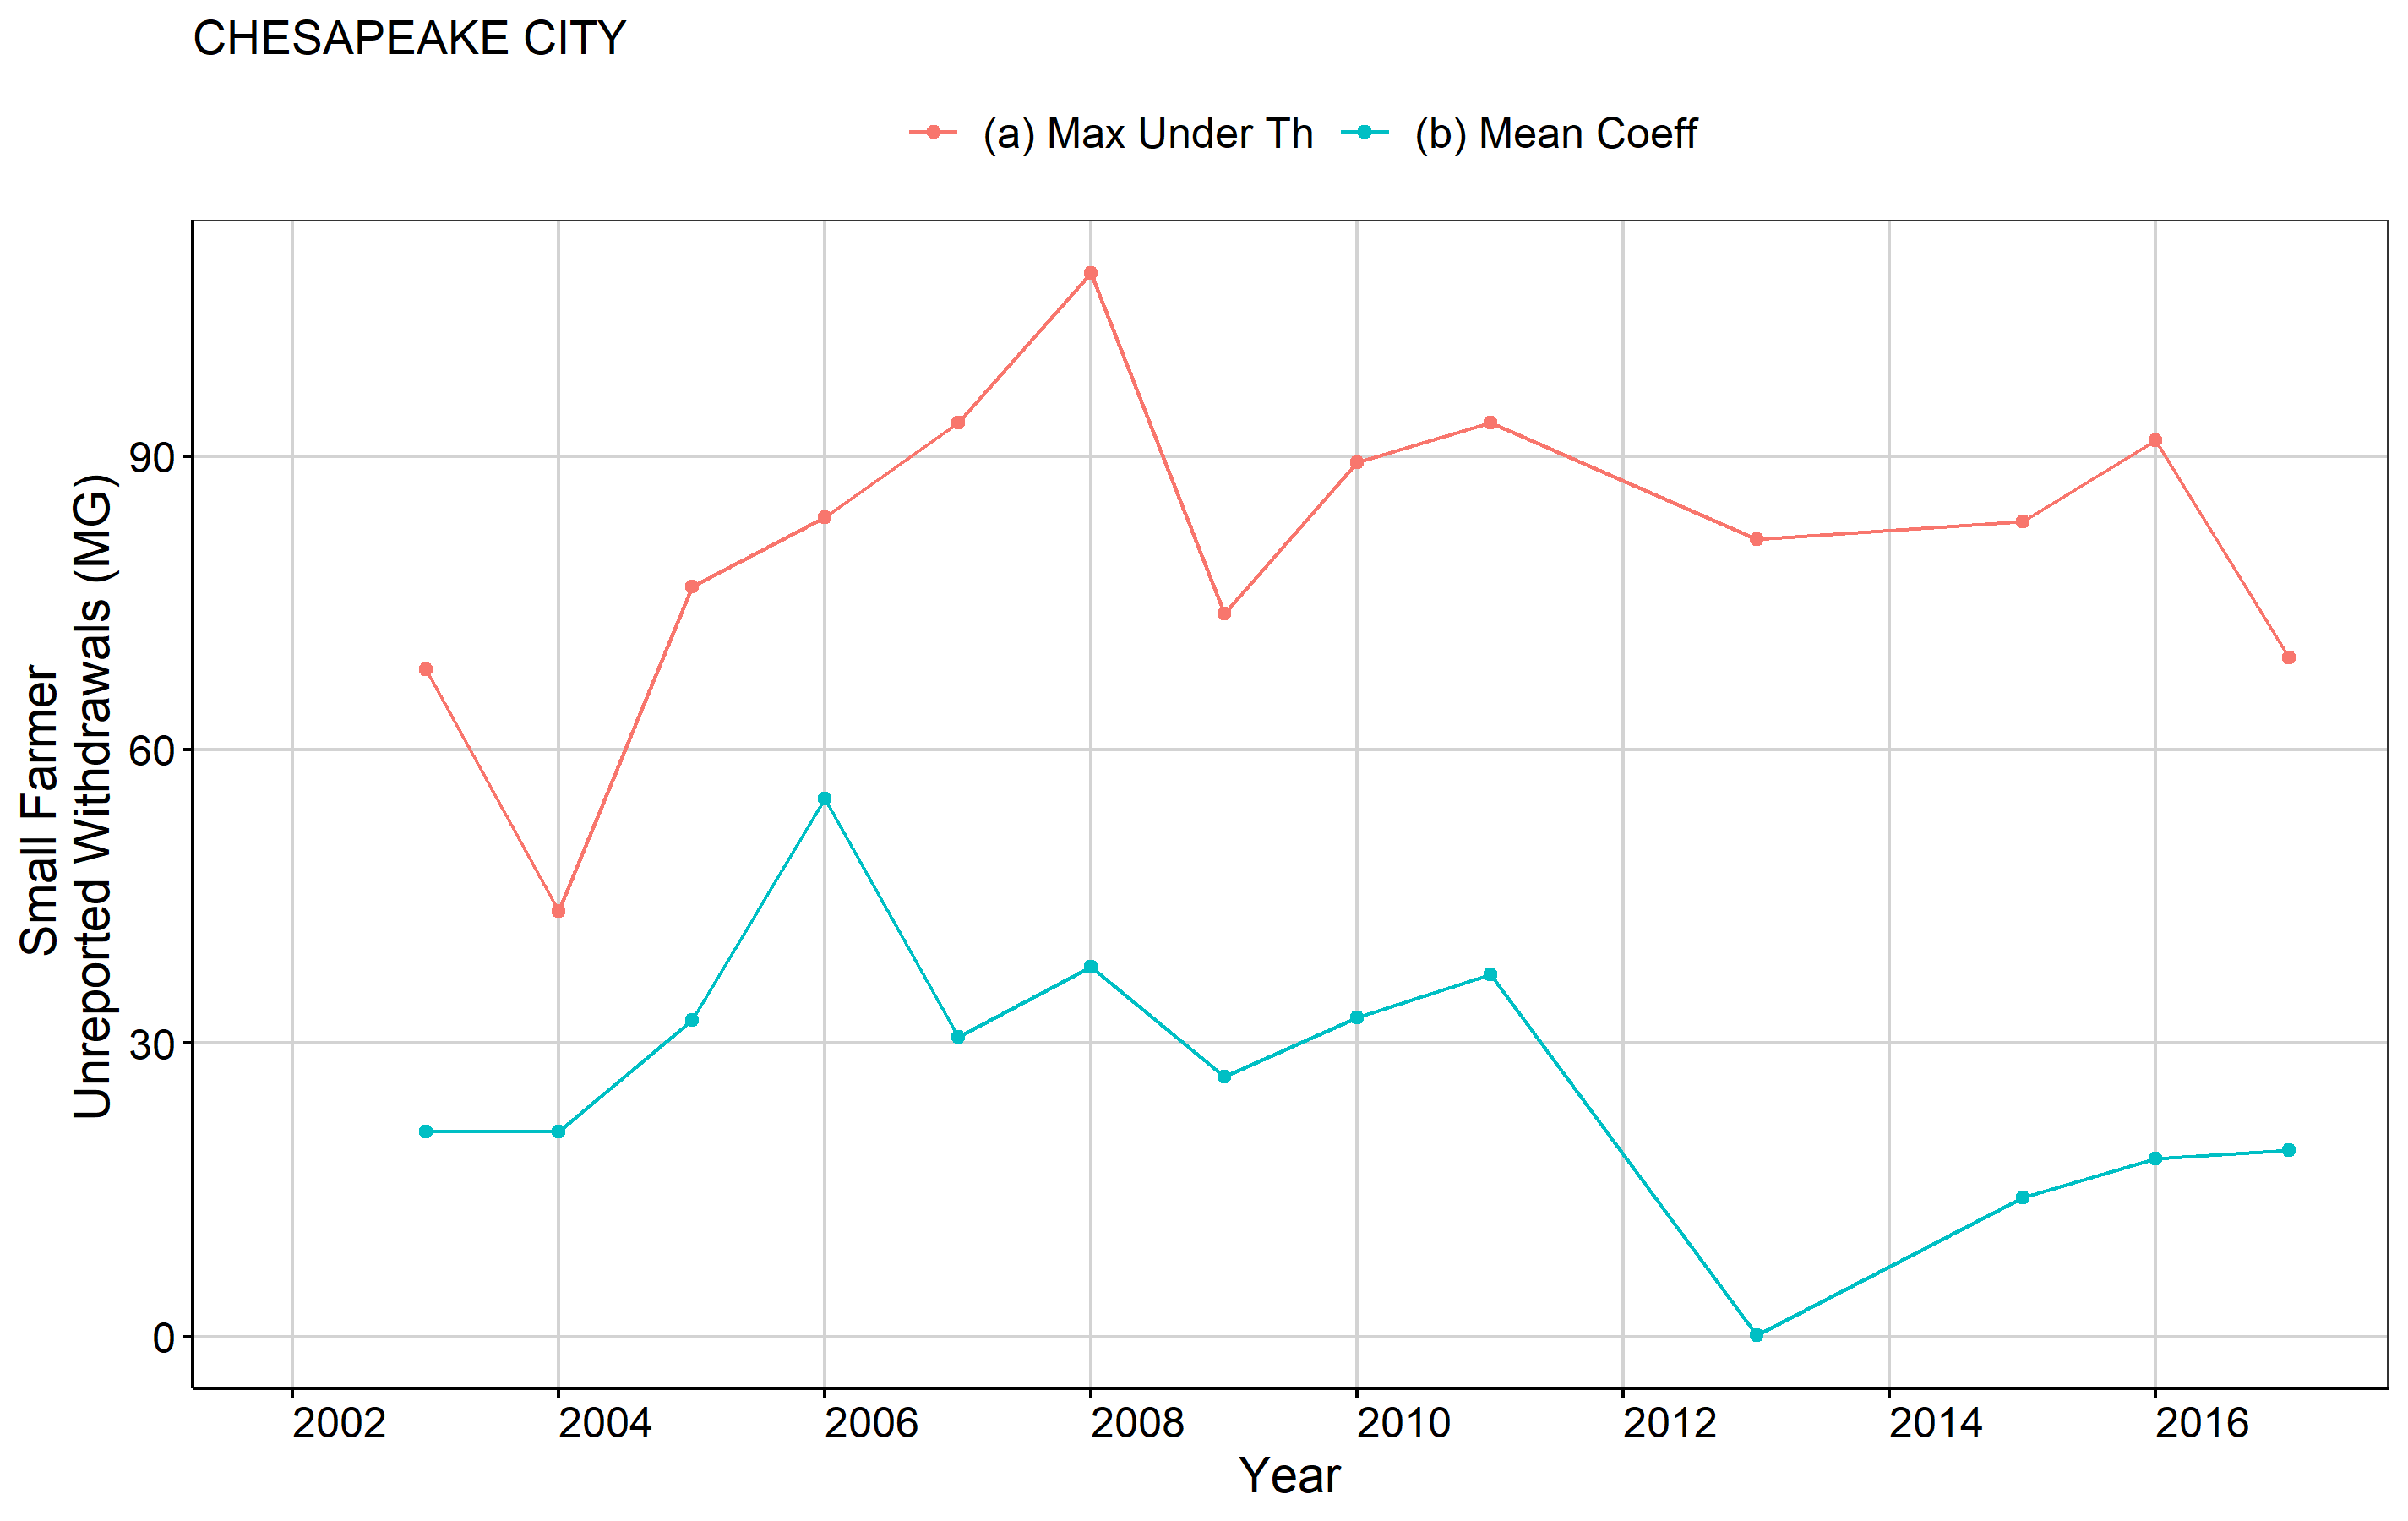 CHESAPEAKE CITY
(a) Max Under Th (b) Mean Coeff
Small Farmer
Unreported Withdrawals (MG)
90
60
30
0
2002 2004 2006 2008 2010 2012 2014 2016
Year